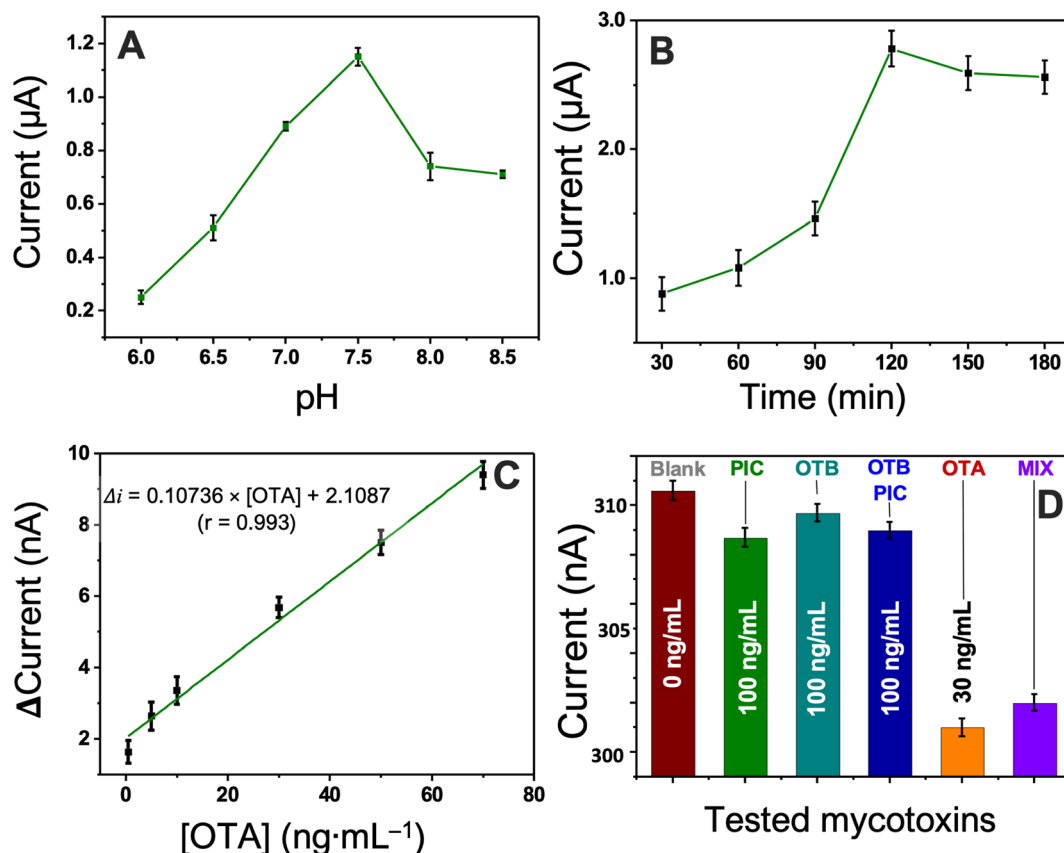 A
Current (μA)
1.2
1.0
0.8
0.6
0.4
0.2
6.0 6.5 7.0 7.5 8.0 8.5
pH
B
Current (μA)
3.0
2.0
1.0
30 60 90 120 150 180
Time (min)
C
ΔCurrent (nA)
10
8
6
4
2
Δi = 0.10736 × [OTA] + 2.1087
(r = 0.993)
0 20 40 60 80
[OTA] (ng·mL⁻¹)
D
Current (nA)
310
305
300
Blank PIC OTB OTB OTA MIX
PIC
0 ng/mL
100 ng/mL
100 ng/mL
100 ng/mL
30 ng/mL
Tested mycotoxins